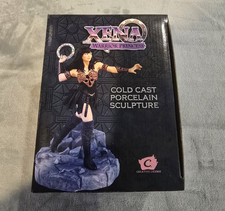 XENA
WARRIOR PRINCESS
COLD CAST
PORCELAIN
SCULPTURE
C